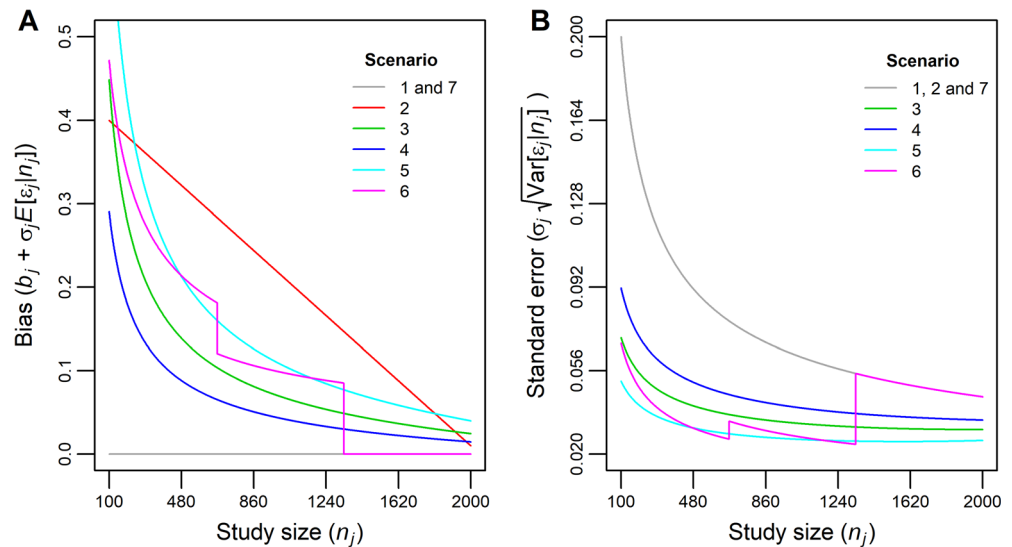 A
Bias (bj + σjE[εj|nj])
0.0 0.1 0.2 0.3 0.4 0.5
Scenario
1 and 7
2
3
4
5
6
100 480 860 1240 1620 2000
Study size (nj)
B
Standard error (σj √Var[εj|nj] )
0.020 0.056 0.092 0.128 0.164 0.200
Scenario
1, 2 and 7
3
4
5
6
100 480 860 1240 1620 2000
Study size (nj)